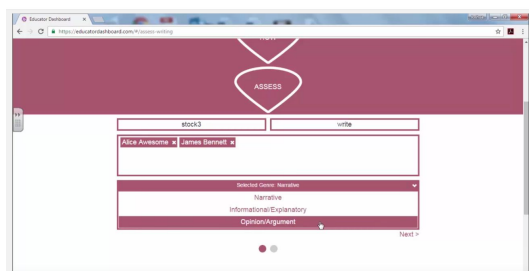 Educator Dashboard
https://educatordashboard.com/#/assess-writing
ASSESS
stock3
write
Alice Awesome × James Bennett ×
Selected Genre: Narrative
Narrative
Informational/Explanatory
Opinion/Argument
Next >